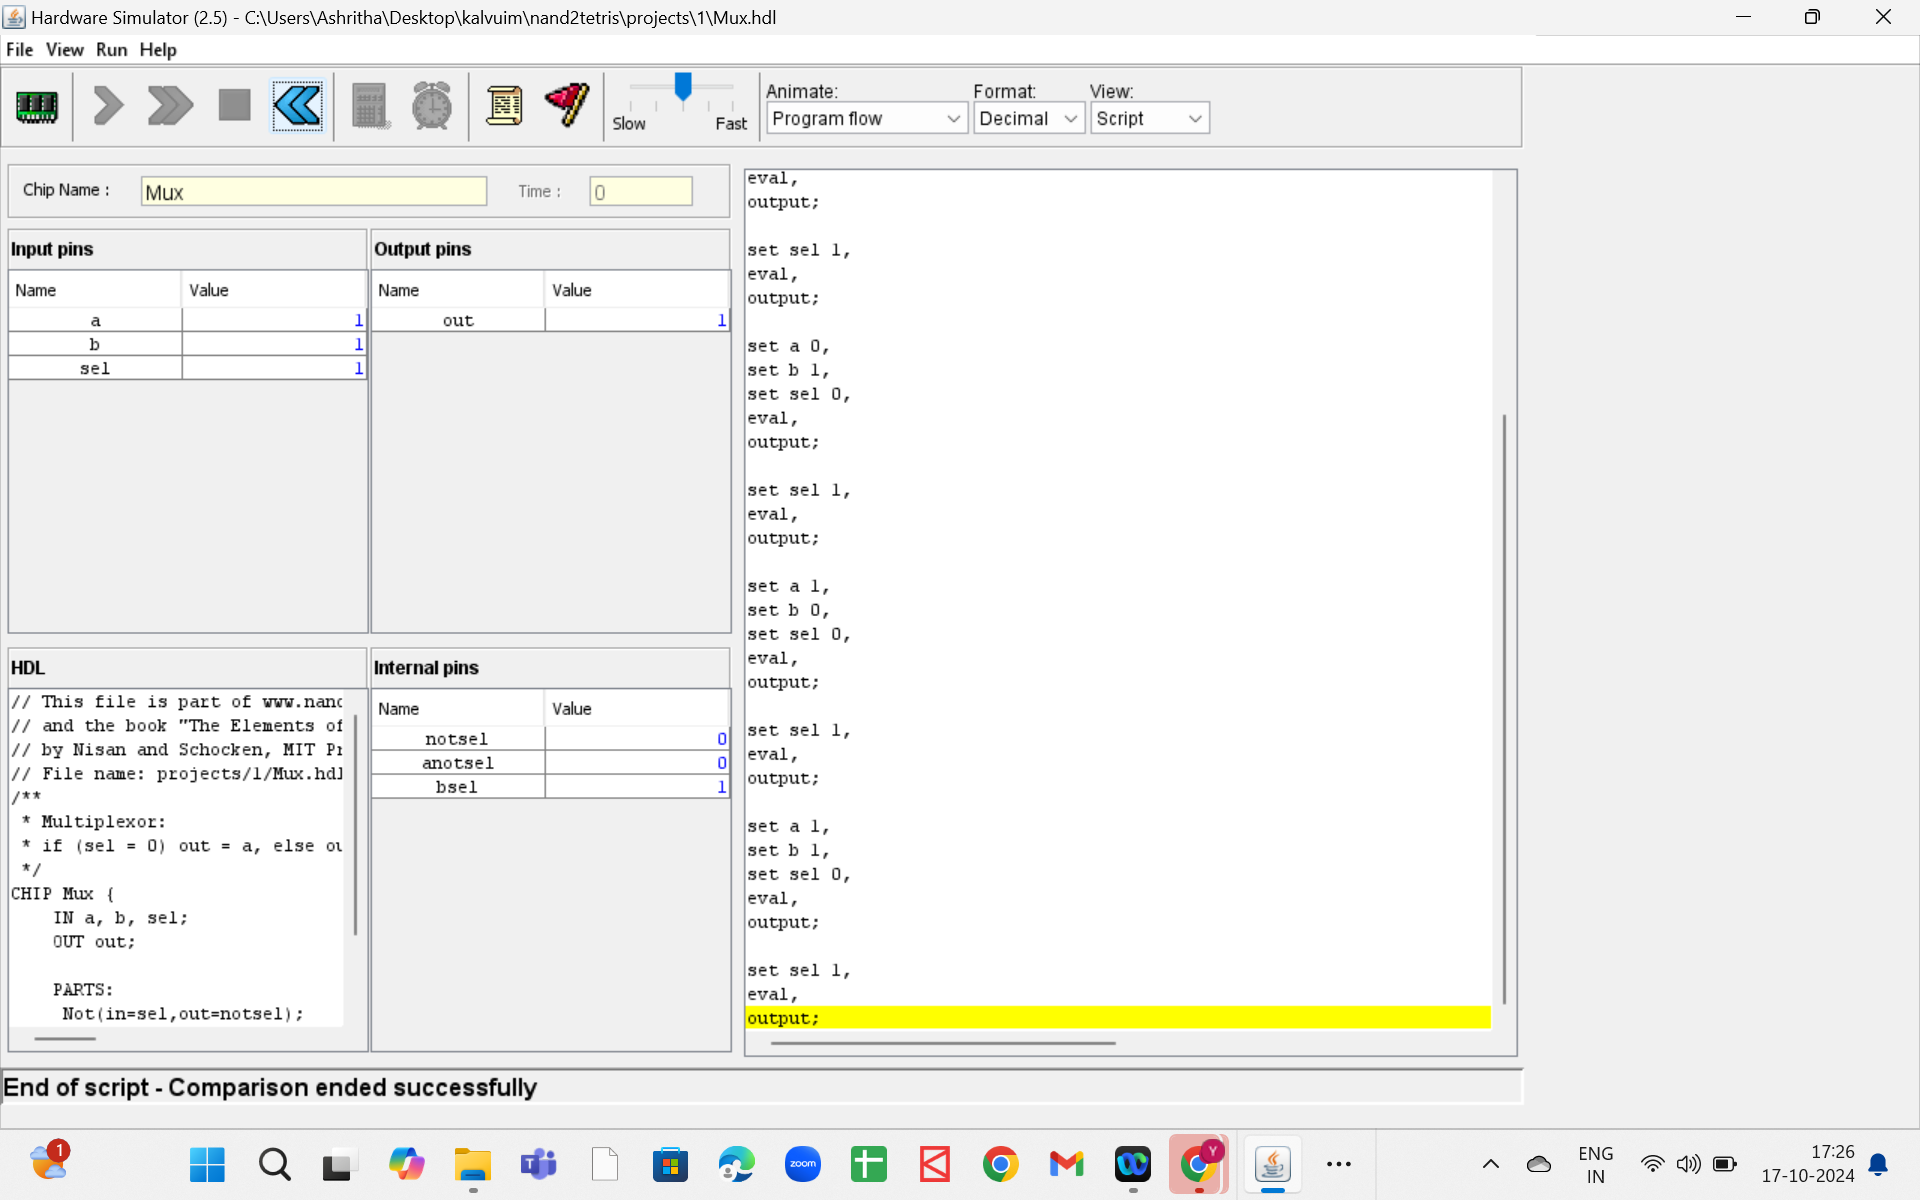 Hardware Simulator (2.5) - C:\Users\Ashritha\Desktop\kalvuim\nand2tetris\projects\1\Mux.hdl
File View Run Help
Slow Fast
Animate: Format: View:
Program flow Decimal Script
Chip Name : Mux Time : 0
Input pins
Name Value
a 1
b 1
sel 1
Output pins
Name Value
out 1
HDL
// This file is part of www.nand
// and the book "The Elements of
// by Nisan and Schocken, MIT Pr
// File name: projects/1/Mux.hdl
/**
* Multiplexor:
* if (sel = 0) out = a, else ou
*/
CHIP Mux {
IN a, b, sel;
OUT out;
PARTS:
Not(in=sel,out=notsel);
Internal pins
Name Value
notsel 0
anotsel 0
bsel 1
eval,
output;
set sel 1,
eval,
output;
set a 0,
set b 1,
set sel 0,
eval,
output;
set sel 1,
eval,
output;
set a 1,
set b 0,
set sel 0,
eval,
output;
set sel 1,
eval,
output;
set a 1,
set b 1,
set sel 0,
eval,
output;
set sel 1,
eval,
output;
End of script - Comparison ended successfully
1
zoom
Y
ENG
IN
17:26
17-10-2024